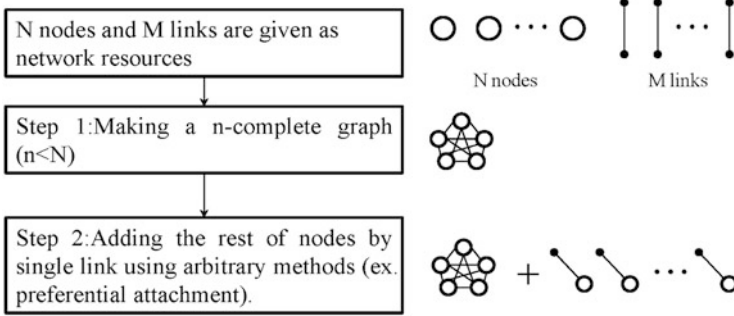 N nodes and M links are given as
network resources
N nodes
M links
Step 1:Making a n-complete graph
(n<N)
Step 2:Adding the rest of nodes by
single link using arbitrary methods (ex.
preferential attachment).